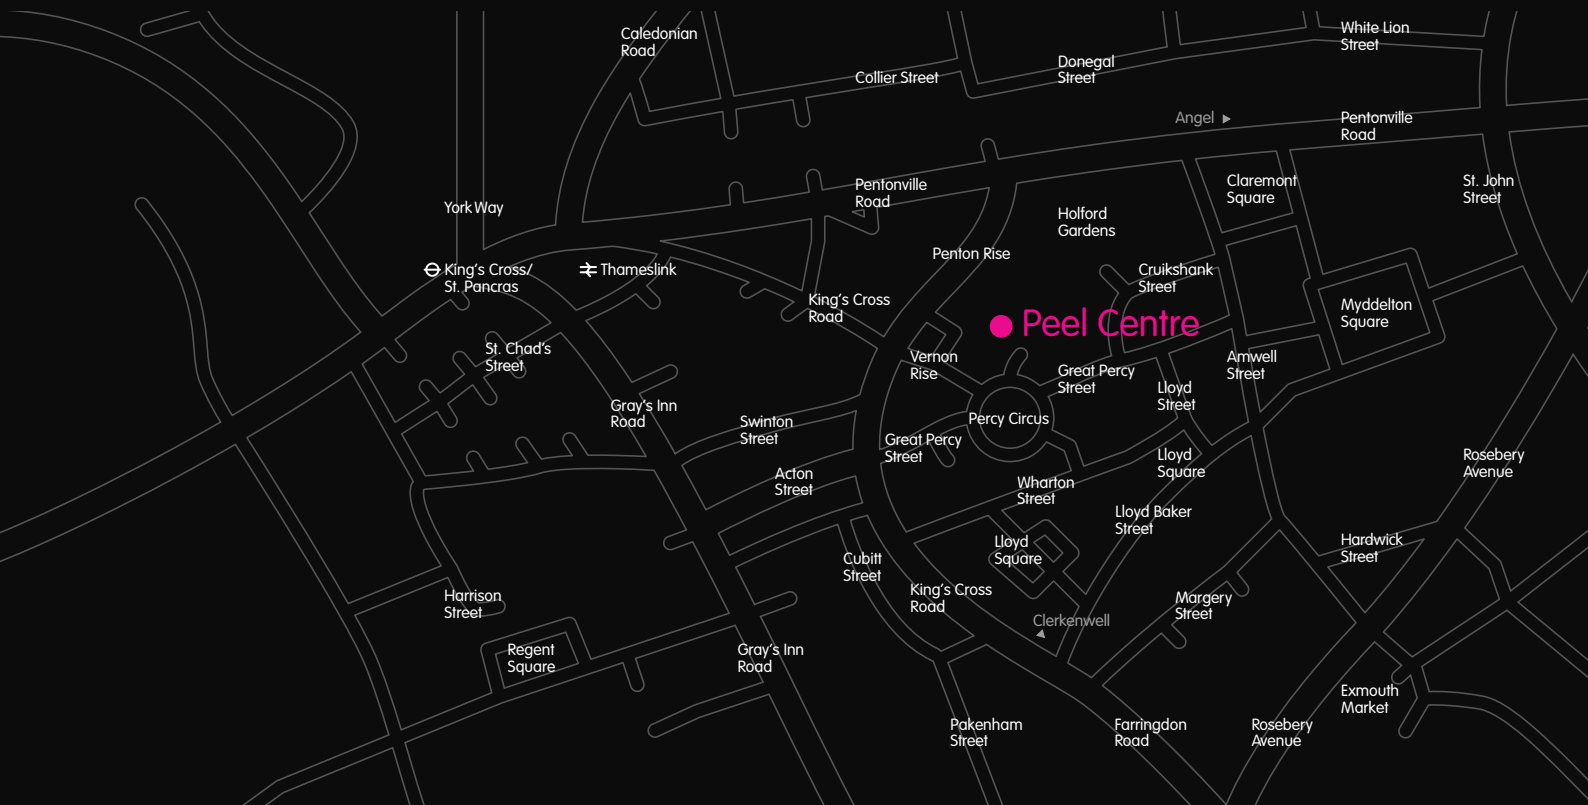 Caledonian
Road
White Lion
Street
Collier Street
Donegal
Street
Angel
Pentonville
Road
Pentonville
Road
Claremont
Square
St. John
Street
York Way
Holford
Gardens
Penton Rise
King's Cross/
St. Pancras
Thameslink
Cruikshank
Street
King's Cross
Road
Myddelton
Square
Peel Centre
St. Chad's
Street
Vernon
Rise
Great Percy
Street
Amwell
Street
Lloyd
Street
Gray's Inn
Road
Swinton
Street
Percy Circus
Great Percy
Street
Lloyd
Square
Rosebery
Avenue
Acton
Street
Wharton
Street
Lloyd Baker
Street
Lloyd
Square
Hardwick
Street
Cubitt
Street
King's Cross
Road
Harrison
Street
Margery
Street
Clerkenwell
Regent
Square
Gray's Inn
Road
Exmouth
Market
Pakenham
Street
Farringdon
Road
Rosebery
Avenue